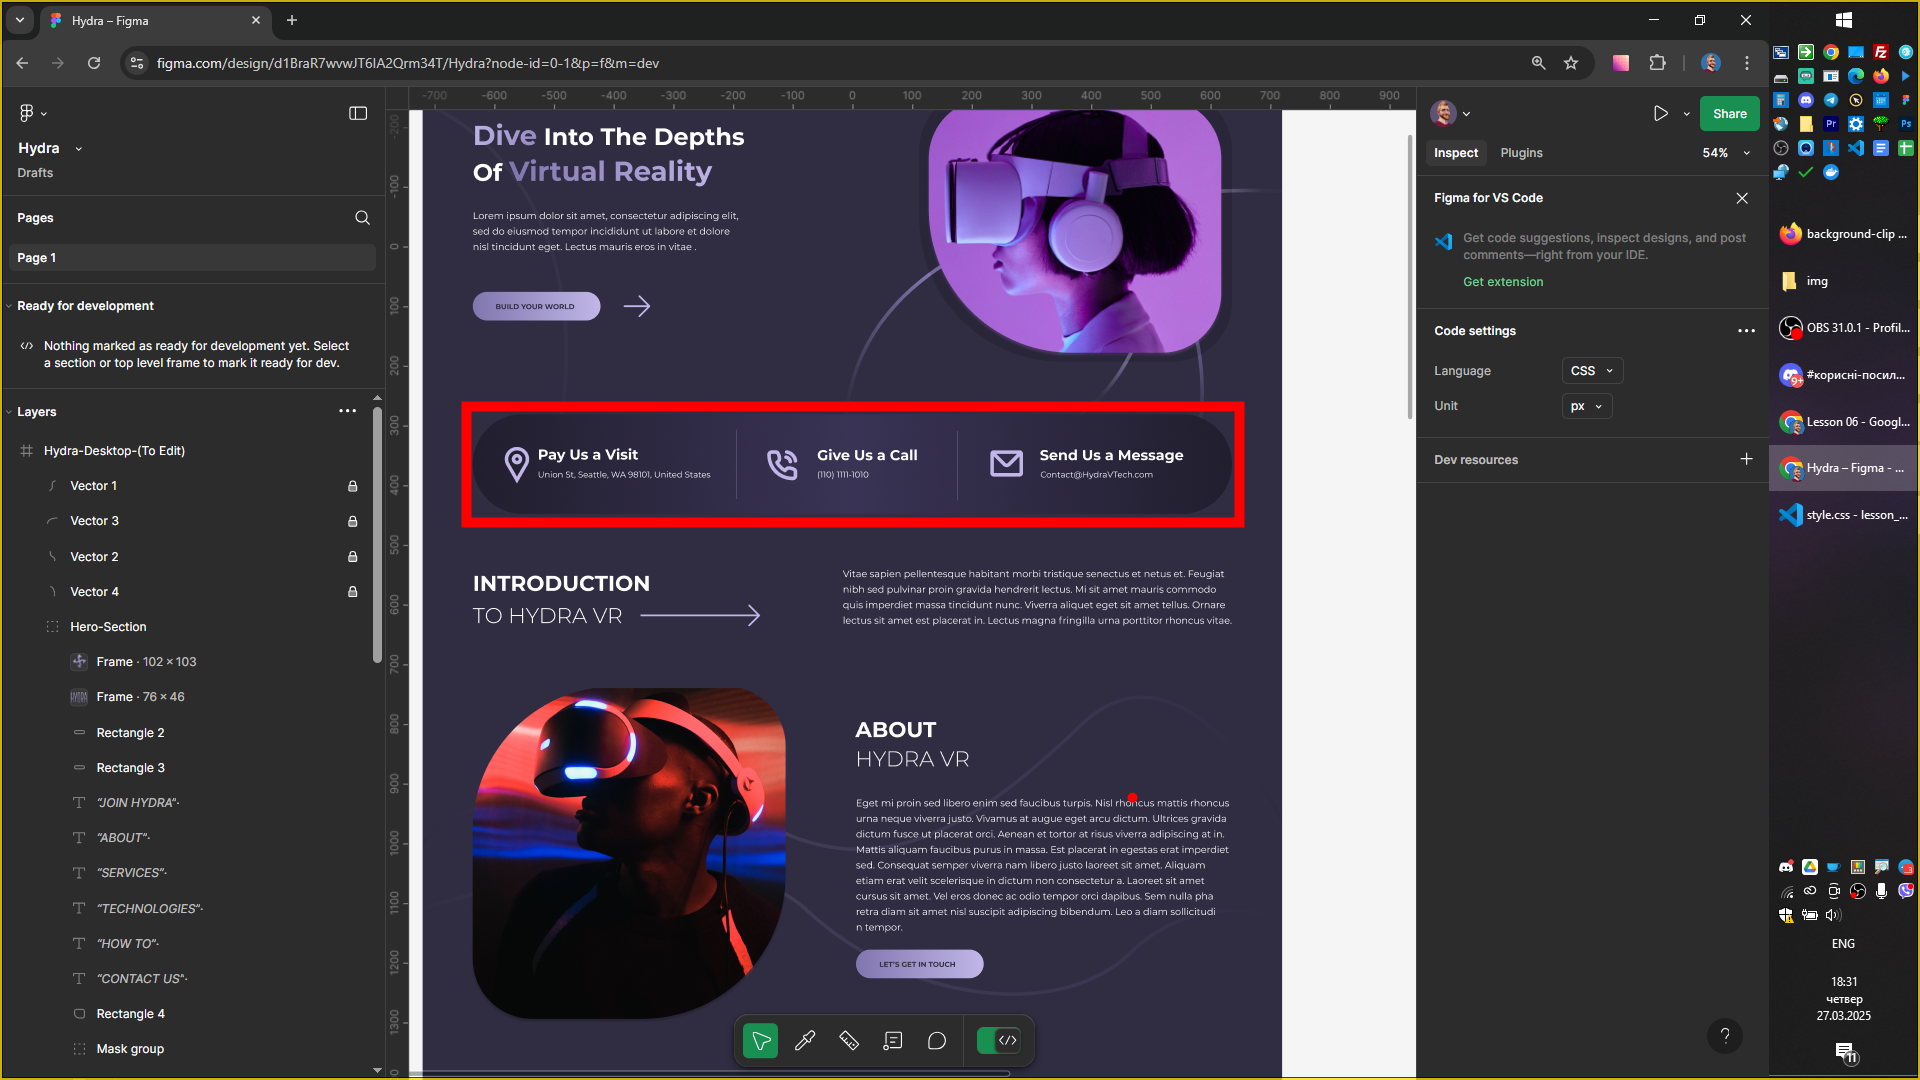 Hydra – Figma
figma.com/design/d1BraR7wvwJT6IA2Qrm34T/Hydra?node-id=0-1&p=f&m=dev
Hydra
Drafts
Pages
Page 1
Ready for development
Nothing marked as ready for development yet. Select
a section or top level frame to mark it ready for dev.
Layers
Hydra-Desktop-(To Edit)
Vector 1
Vector 3
Vector 2
Vector 4
Hero-Section
Frame · 102 × 103
Frame · 76 × 46
Rectangle 2
Rectangle 3
“JOIN HYDRA”·
“ABOUT”·
“SERVICES”·
“TECHNOLOGIES”·
“HOW TO”·
“CONTACT US”·
Rectangle 4
Mask group
-700 -600 -500 -400 -300 -200 -100 0 100 200 300 400 500 600 700 800 900
-200
-100
0
100
200
300
400
500
600
700
800
900
1000
1100
1200
1300
Dive Into The Depths
Of Virtual Reality
Lorem ipsum dolor sit amet, consectetur adipiscing elit,
sed do eiusmod tempor incididunt ut labore et dolore
nisl tincidunt eget. Lectus mauris eros in vitae .
BUILD YOUR WORLD
Pay Us a Visit
Union St, Seattle, WA 98101, United States
Give Us a Call
(110) 1111-1010
Send Us a Message
Contact@HydraVTech.com
INTRODUCTION
TO HYDRA VR
Vitae sapien pellentesque habitant morbi tristique senectus et netus et. Feugiat
nibh sed pulvinar proin gravida hendrerit lectus. Mi sit amet mauris commodo
quis imperdiet massa tincidunt nunc. Viverra aliquet eget sit amet tellus. Ornare
lectus sit amet est placerat in. Lectus magna fringilla urna porttitor rhoncus vitae.
ABOUT
HYDRA VR
Eget mi proin sed libero enim sed faucibus turpis. Nisl rhoncus mattis rhoncus
urna neque viverra justo. Vivamus at augue eget arcu dictum. Ultrices gravida
dictum fusce ut placerat orci. Aenean et tortor at risus viverra adipiscing at in.
Mattis aliquam faucibus purus in massa. Est placerat in egestas erat imperdiet
sed. Consequat semper viverra nam libero justo laoreet sit amet. Aliquam
etiam erat velit scelerisque in dictum non consectetur a. Laoreet sit amet
cursus sit amet. Vel eros donec ac odio tempor orci dapibus. Sem nulla pha
retra diam sit amet nisl suscipit adipiscing bibendum. Leo a diam sollicitudi
n tempor.
LET'S GET IN TOUCH
Share
Inspect
Plugins
54%
Figma for VS Code
Get code suggestions, inspect designs, and post
comments—right from your IDE.
Get extension
Code settings
Language
CSS
Unit
px
Dev resources
?
background-clip ...
img
OBS 31.0.1 - Profil...
#корисні-посил...
Lesson 06 - Googl...
Hydra – Figma - ...
style.css - lesson_...
ENG
18:31
четвер
27.03.2025
11